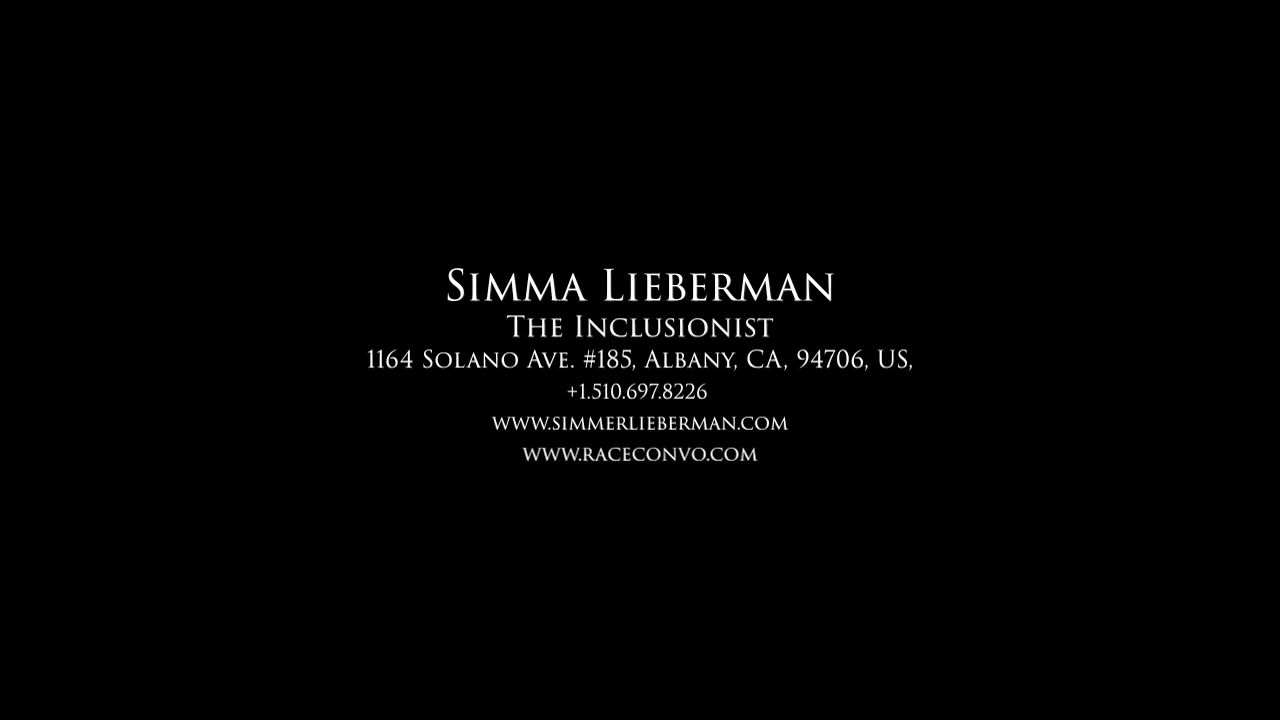 Simma Lieberman
The Inclusionist
1164 Solano Ave. #185, Albany, CA, 94706, US,
+1.510.697.8226
www.simmerlieberman.com
www.raceconvo.com